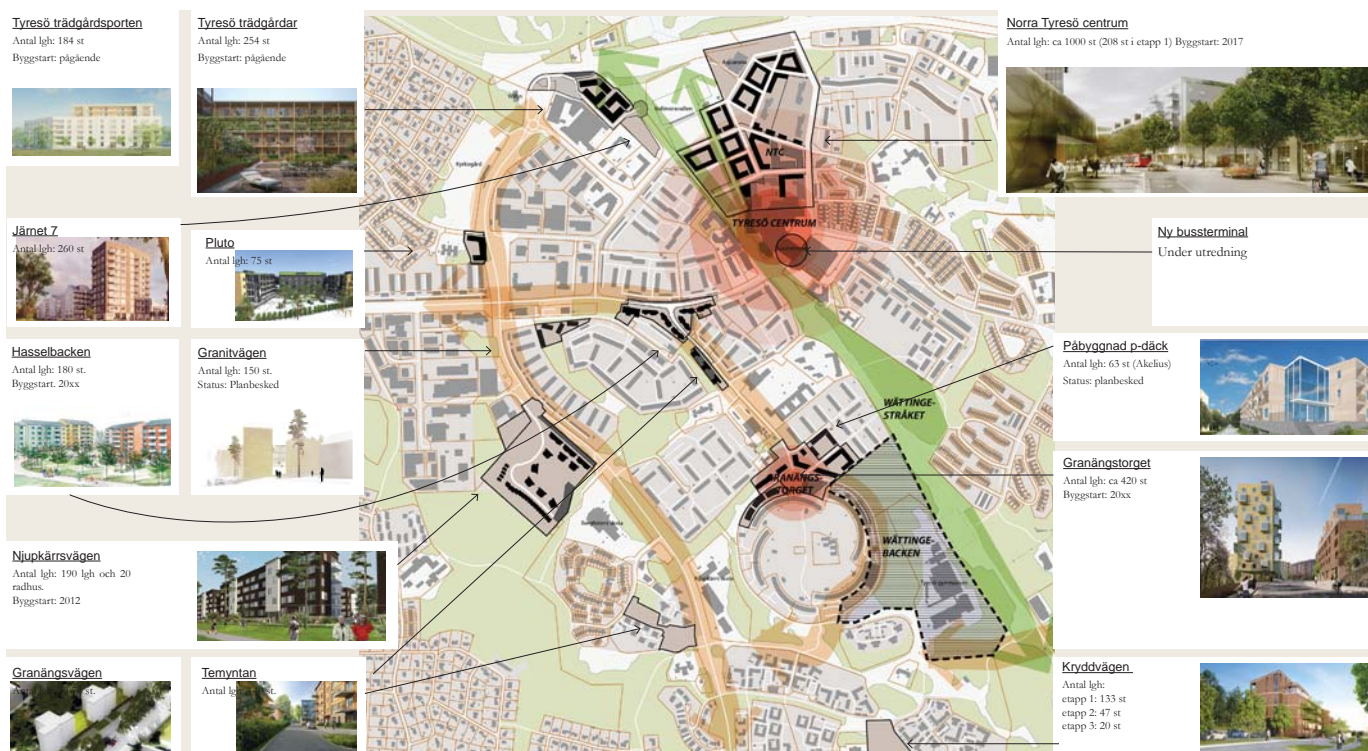 Tyresö trädgårdsporten
Antal lgh: 184 st
Byggstart: pågående
Tyresö trädgårdar
Antal lgh: 254 st
Byggstart: pågående
Norra Tyresö centrum
Antal lgh: ca 1000 st (208 st i etapp 1) Byggstart: 2017
Järnet 7
Antal lgh: 260 st
Pluto
Antal lgh: 75 st
Ny bussterminal
Under utredning
Hasselbacken
Antal lgh: 180 st.
Byggstart. 20xx
Granitvägen
Antal lgh: 150 st.
Status: Planbesked
Påbyggnad p-däck
Antal lgh: 63 st (Akelius)
Status: planbesked
Granängstorget
Antal lgh: ca 420 st
Byggstart: 20xx
Njupkärrsvägen
Antal lgh: 190 lgh och 20
radhus.
Byggstart: 2012
Granängsvägen
st.
Temyntan
Antal lgh
st.
Kryddvägen
Antal lgh:
etapp 1: 133 st
etapp 2: 47 st
etapp 3: 20 st
Kyrkogård
NTC
TYRESÖ CENTRUM
WÄTTINGE-
STRÅKET
GRANÄNGS-
TORGET
WÄTTINGE-
BACKEN